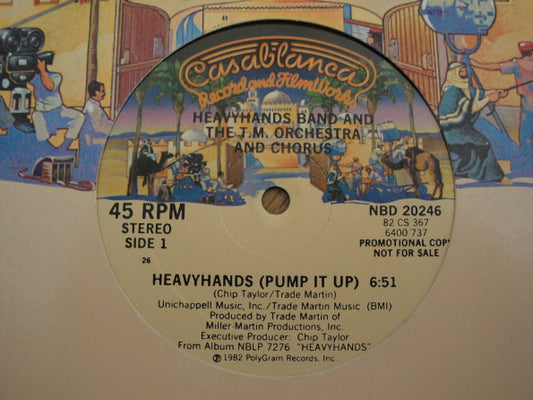 Casablanca
Record and FilmWorks
HEAVYHANDS BAND AND
THE T.M. ORCHESTRA
AND CHORUS
45 RPM
STEREO
SIDE 1
26
NBD 20246
82 CS 367
6400 737
PROMOTIONAL COPY
NOT FOR SALE
HEAVYHANDS (PUMP IT UP) 6:51
(Chip Taylor/Trade Martin)
Unichappell Music, Inc./Trade Martin Music (BMI)
Produced by Trade Martin of
Miller-Martin Productions, Inc.
Executive Producer: Chip Taylor
From Album NBLP 7276 "HEAVYHANDS"
℗ 1982 PolyGram Records, Inc.